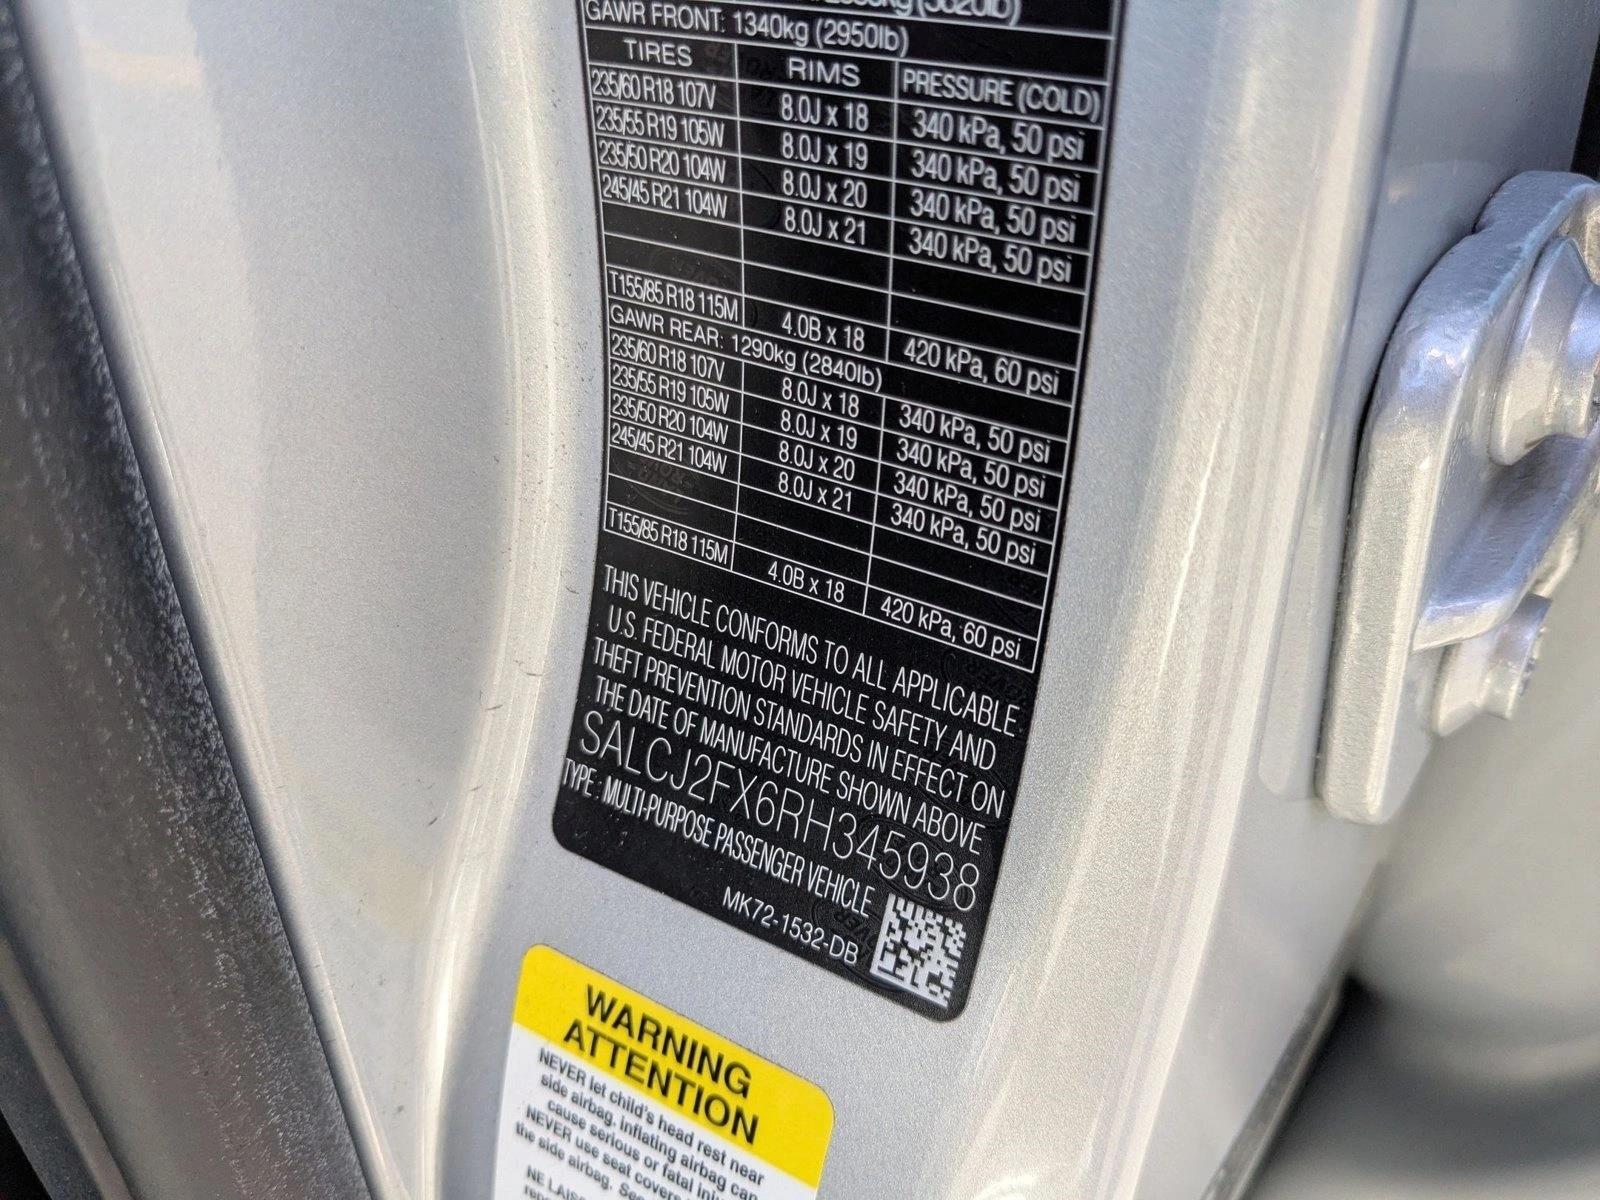 (5620lb)
GAWR FRONT: 1340kg (2950lb)
TIRES RIMS PRESSURE (COLD)
235/60 R18 107V 8.0J x 18 340 kPa, 50 psi
235/55 R19 105W 8.0J x 19 340 kPa, 50 psi
235/50 R20 104W 8.0J x 20 340 kPa, 50 psi
245/45 R21 104W 8.0J x 21 340 kPa, 50 psi
T155/85 R18 115M 4.0B x 18 420 kPa, 60 psi
GAWR REAR: 1290kg (2840lb)
235/60 R18 107V 8.0J x 18 340 kPa, 50 psi
235/55 R19 105W 8.0J x 19 340 kPa, 50 psi
235/50 R20 104W 8.0J x 20 340 kPa, 50 psi
245/45 R21 104W 8.0J x 21 340 kPa, 50 psi
T155/85 R18 115M 4.0B x 18 420 kPa, 60 psi
THIS VEHICLE CONFORMS TO ALL APPLICABLE
U.S. FEDERAL MOTOR VEHICLE SAFETY AND
THEFT PREVENTION STANDARDS IN EFFECT ON
THE DATE OF MANUFACTURE SHOWN ABOVE
SALCJ2FX6RH345938
TYPE : MULTI-PURPOSE PASSENGER VEHICLE
MK72-1532-DB
WARNING
ATTENTION
NEVER let child's head rest near
side airbag, inflating airbag can
cause serious or fatal
NEVER use seat covers
the side airbag. See
NE